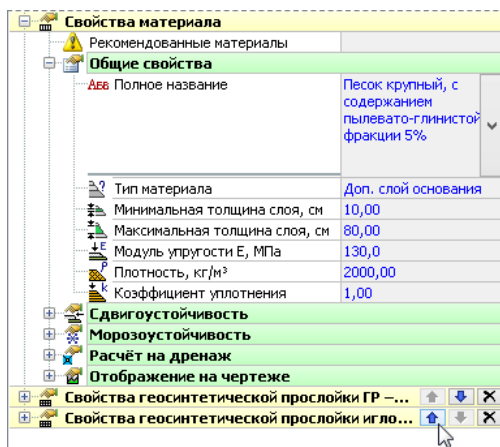 Свойства материала
Рекомендованные материалы
Общие свойства
Абв Полное название Песок крупный, с
содержанием
пылевато-глинистой
фракции 5%
Тип материала Доп. слой основания
Минимальная толщина слоя, см 10,00
Максимальная толщина слоя, см 80,00
E Модуль упругости E, МПа 130,0
ρ Плотность, кг/м³ 2000,00
k Коэффициент уплотнения 1,00
Сдвигоустойчивость
Морозоустойчивость
Расчёт на дренаж
Отображение на чертеже
Свойства геосинтетической прослойки ГР –...
Свойства геосинтетической прослойки игло...